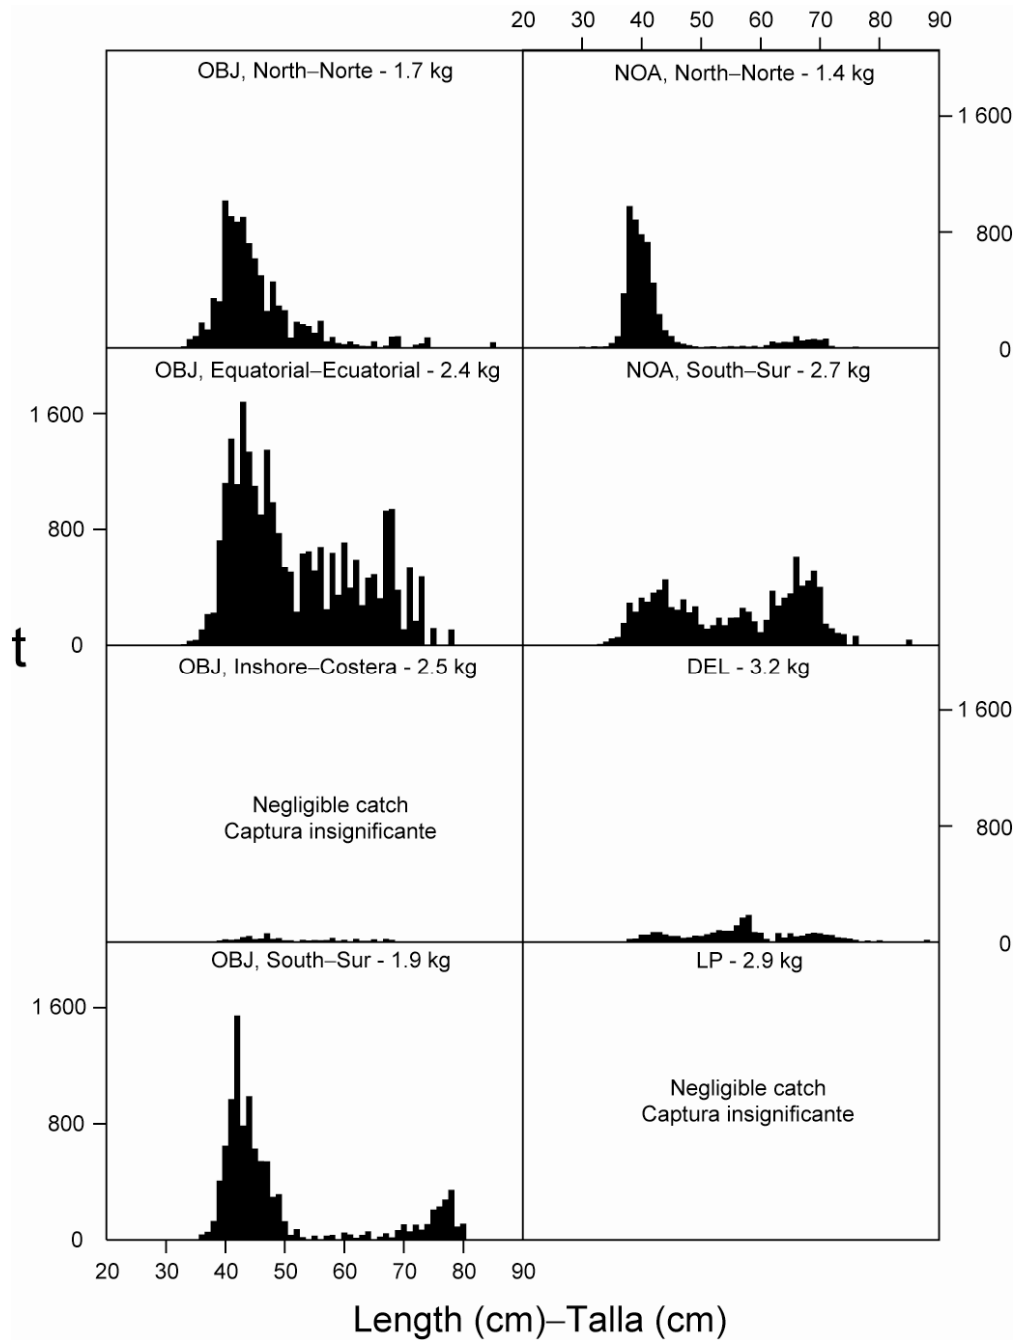 20 30 40 50 60 70 80 90
OBJ, North–Norte - 1.7 kg
NOA, North–Norte - 1.4 kg
1 600
800
0
OBJ, Equatorial–Ecuatorial - 2.4 kg
NOA, South–Sur - 2.7 kg
1 600
800
0
t
OBJ, Inshore–Costera - 2.5 kg
DEL - 3.2 kg
1 600
Negligible catch
Captura insignificante
800
0
OBJ, South–Sur - 1.9 kg
LP - 2.9 kg
1 600
Negligible catch
Captura insignificante
800
0
20 30 40 50 60 70 80 90
Length (cm)–Talla (cm)